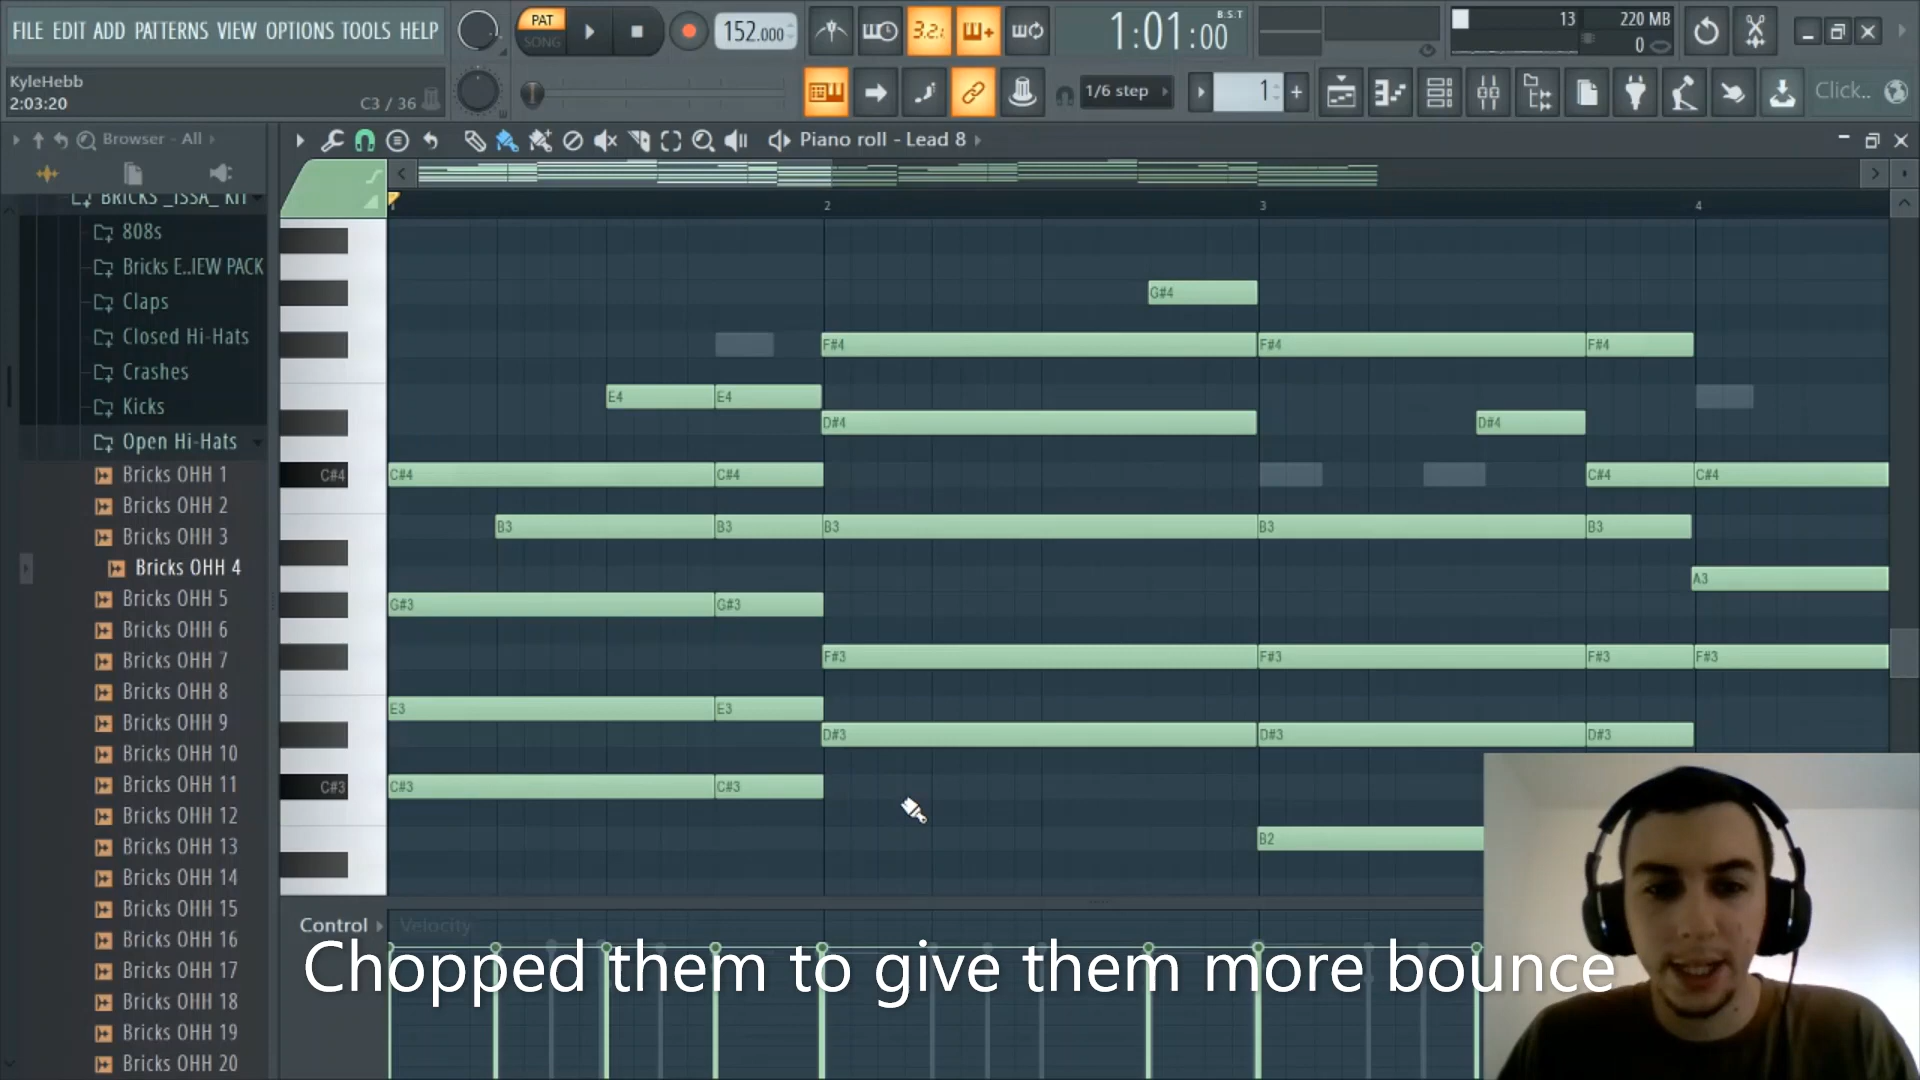 FILE EDIT ADD PATTERNS VIEW OPTIONS TOOLS HELP
PAT
SONG
152.000
3.2.
1:01:00
B:S:T
13
220 MB
0
KyleHebb
2:03:20
C3 / 36
1/6 step
1
Click..
Browser - All
Piano roll - Lead 8
BRICKS _ISSA_ KIT
808s
Bricks E..IEW PACK
Claps
Closed Hi-Hats
Crashes
Kicks
Open Hi-Hats
Bricks OHH 1
Bricks OHH 2
Bricks OHH 3
Bricks OHH 4
Bricks OHH 5
Bricks OHH 6
Bricks OHH 7
Bricks OHH 8
Bricks OHH 9
Bricks OHH 10
Bricks OHH 11
Bricks OHH 12
Bricks OHH 13
Bricks OHH 14
Bricks OHH 15
Bricks OHH 16
Bricks OHH 17
Bricks OHH 18
Bricks OHH 19
Bricks OHH 20
2 3 4
G#4
F#4 F#4 F#4
E4 E4
D#4 D#4
C#4 C#4 C#4 C#4 C#4
B3 B3 B3 B3 B3
A3
G#3 G#3
F#3 F#3 F#3 F#3
E3 E3
D#3 D#3 D#3
C#3 C#3 C#3
B2
Control Velocity
Chopped them to give them more bounce